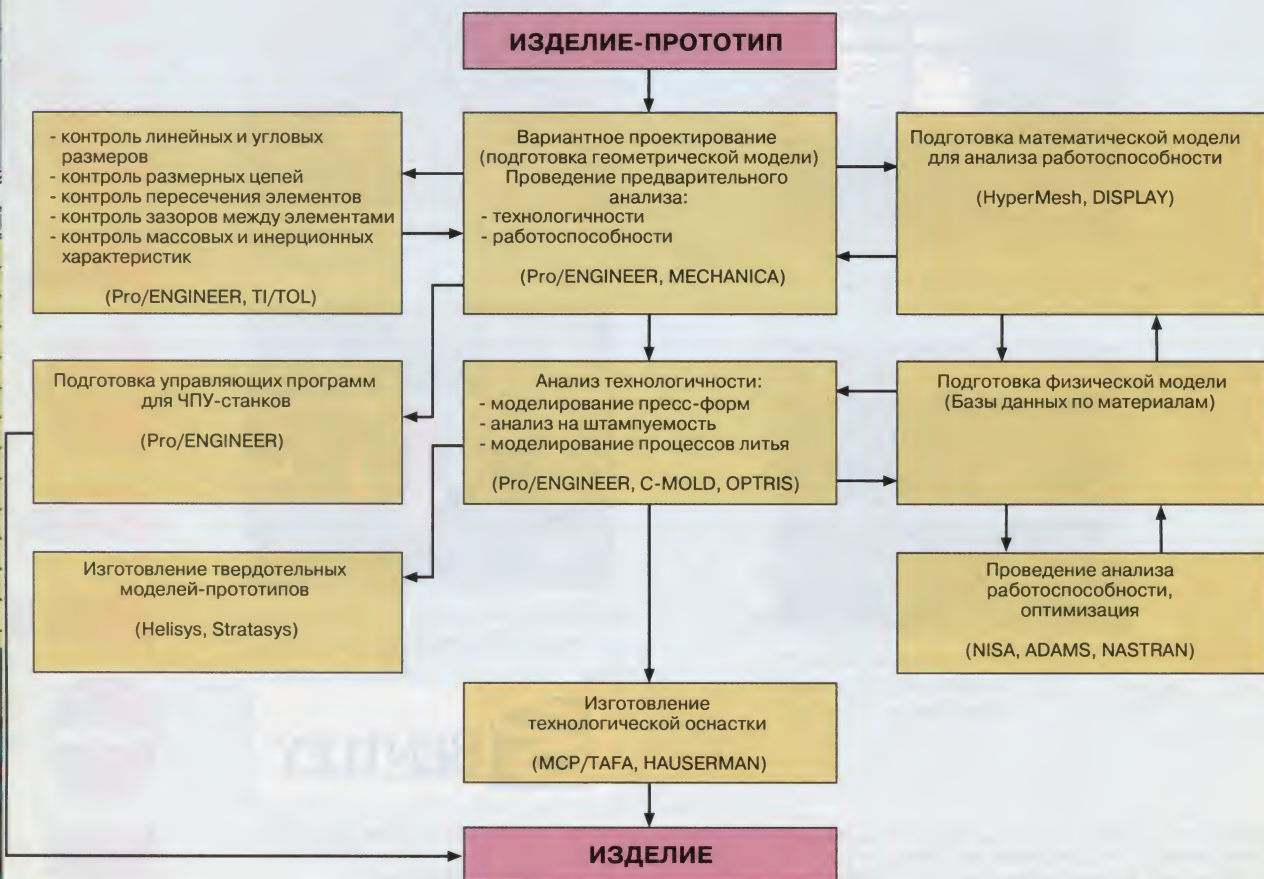 ИЗДЕЛИЕ-ПРОТОТИП
- контроль линейных и угловых
размеров
- контроль размерных цепей
- контроль пересечения элементов
- контроль зазоров между элементами
- контроль массовых и инерционных
характеристик
(Pro/ENGINEER, TI/TOL)
Вариантное проектирование
(подготовка геометрической модели)
Проведение предварительного
анализа:
- технологичности
- работоспособности
(Pro/ENGINEER, MECHANICA)
Подготовка математической модели
для анализа работоспособности
(HyperMesh, DISPLAY)
Подготовка управляющих программ
для ЧПУ-станков
(Pro/ENGINEER)
Анализ технологичности:
- моделирование пресс-форм
- анализ на штампуемость
- моделирование процессов литья
(Pro/ENGINEER, C-MOLD, OPTRIS)
Подготовка физической модели
(Базы данных по материалам)
Изготовление твердотельных
моделей-прототипов
(Helisys, Stratasys)
Проведение анализа
работоспособности,
оптимизация
(NISA, ADAMS, NASTRAN)
Изготовление
технологической оснастки
(MCP/TAFA, HAUSERMAN)
ИЗДЕЛИЕ